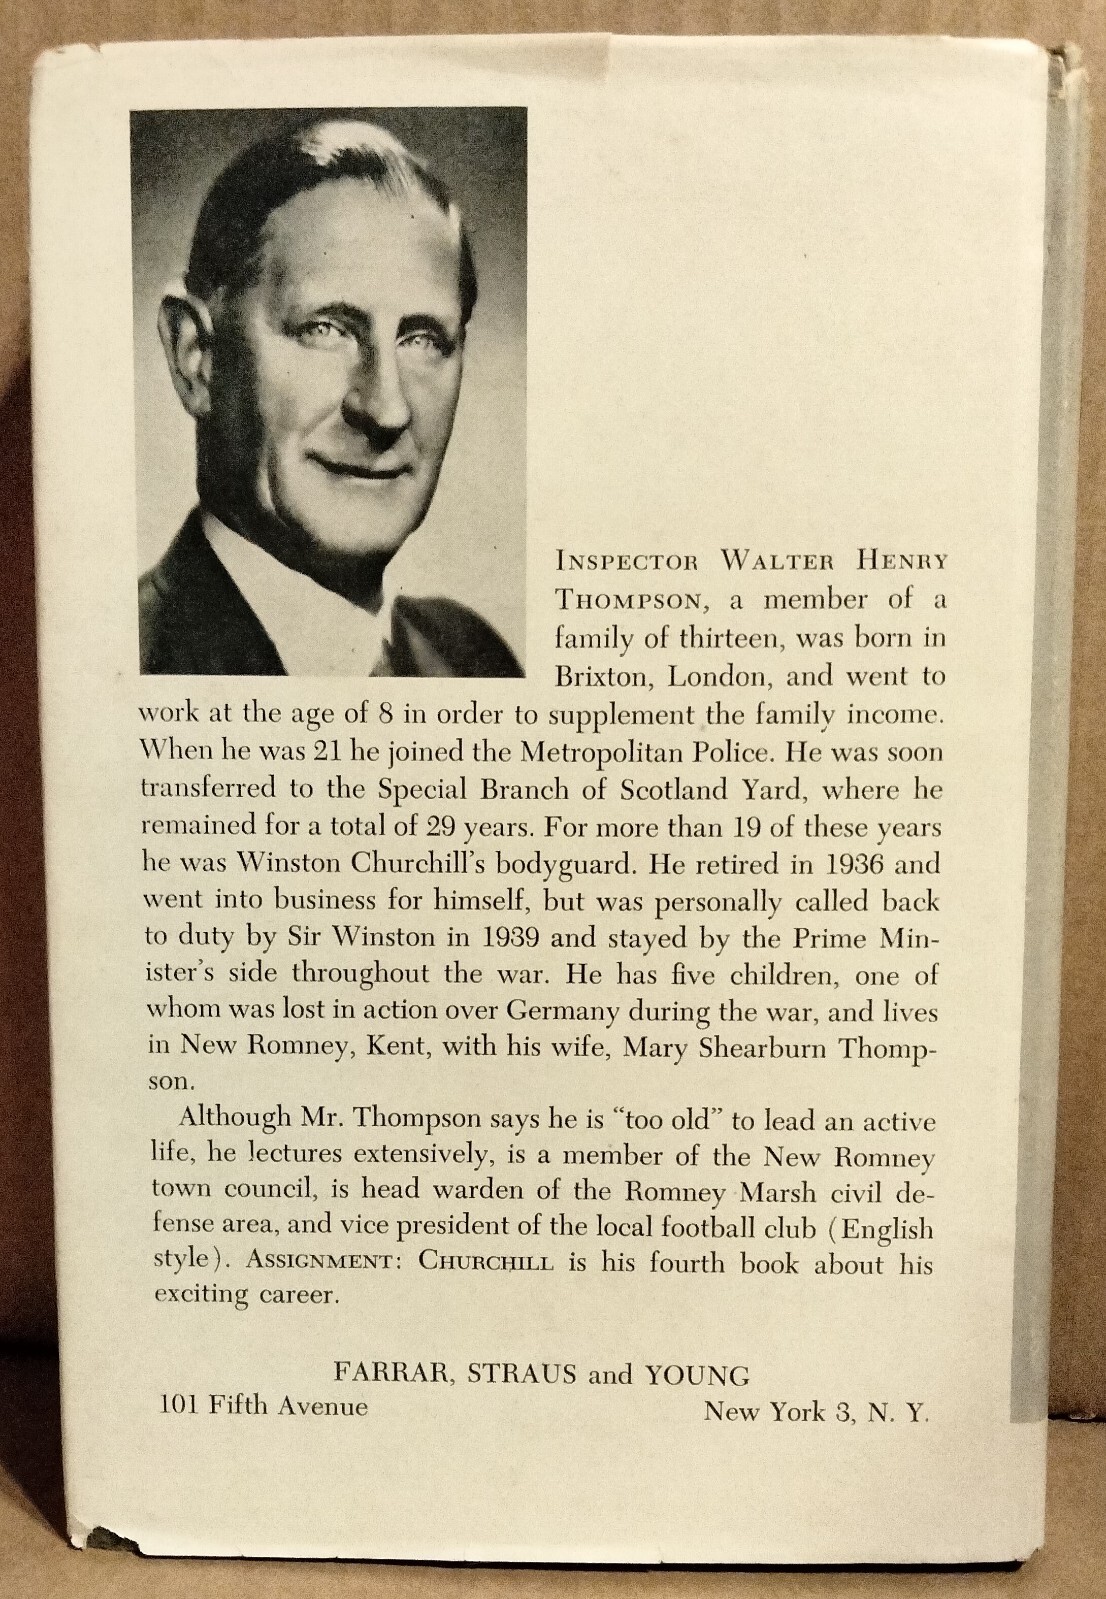 INSPECTOR WALTER HENRY
THOMPSON, a member of a
family of thirteen, was born in
Brixton, London, and went to
work at the age of 8 in order to supplement the family income.
When he was 21 he joined the Metropolitan Police. He was soon
transferred to the Special Branch of Scotland Yard, where he
remained for a total of 29 years. For more than 19 of these years
he was Winston Churchill's bodyguard. He retired in 1936 and
went into business for himself, but was personally called back
to duty by Sir Winston in 1939 and stayed by the Prime Min-
ister's side throughout the war. He has five children, one of
whom was lost in action over Germany during the war, and lives
in New Romney, Kent, with his wife, Mary Shearburn Thomp-
son.
Although Mr. Thompson says he is "too old" to lead an active
life, he lectures extensively, is a member of the New Romney
town council, is head warden of the Romney Marsh civil de-
fense area, and vice president of the local football club (English
style). ASSIGNMENT: CHURCHILL is his fourth book about his
exciting career.
FARRAR, STRAUS and YOUNG
101 Fifth Avenue New York 3, N. Y.